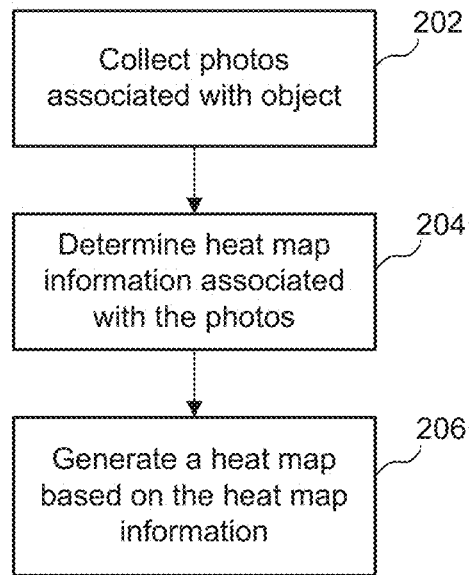 202
Collect photos
associated with object
204
Determine heat map
information associated
with the photos
206
Generate a heat map
based on the heat map
information